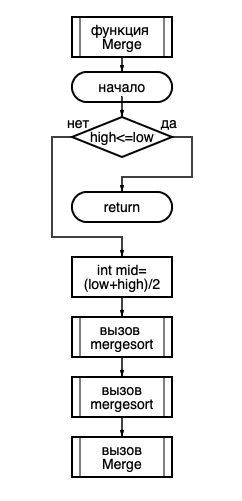 функция
Merge
начало
нет
да
high<=low
return
int mid=
(low+high)/2
вызов
mergesort
вызов
mergesort
вызов
Merge